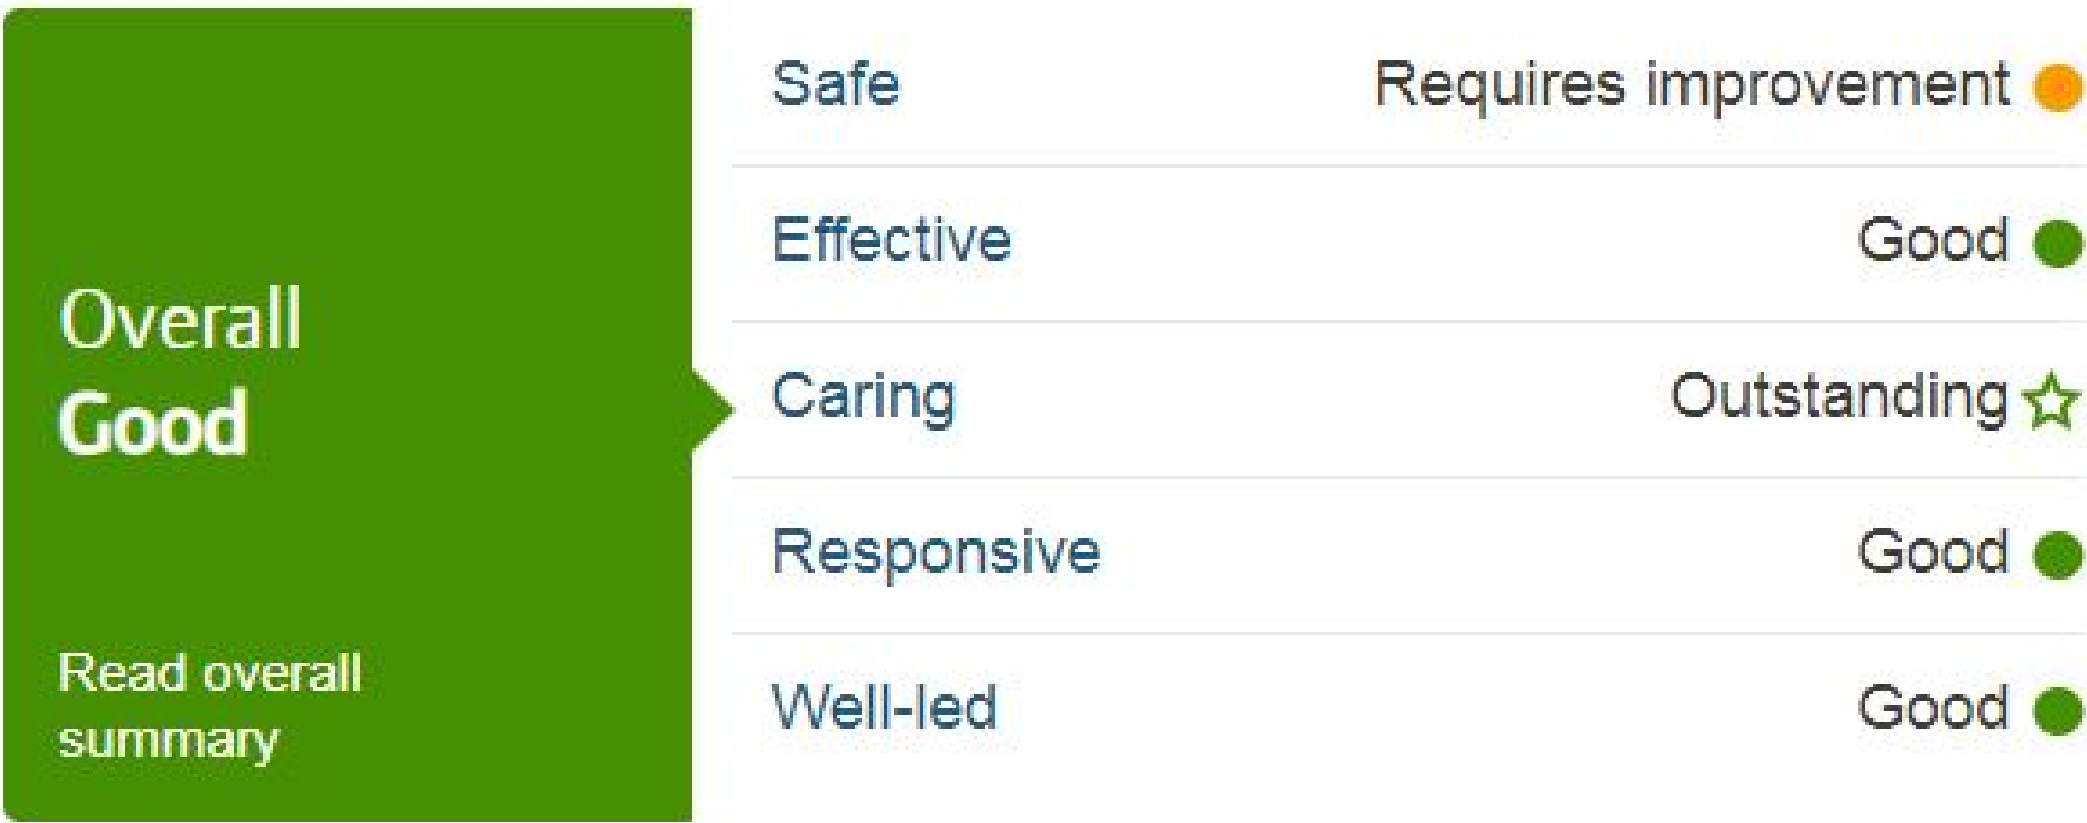 Overall
Good
Read overall
summary
Safe Requires improvement
Effective Good
Caring Outstanding
Responsive Good
Well-led Good